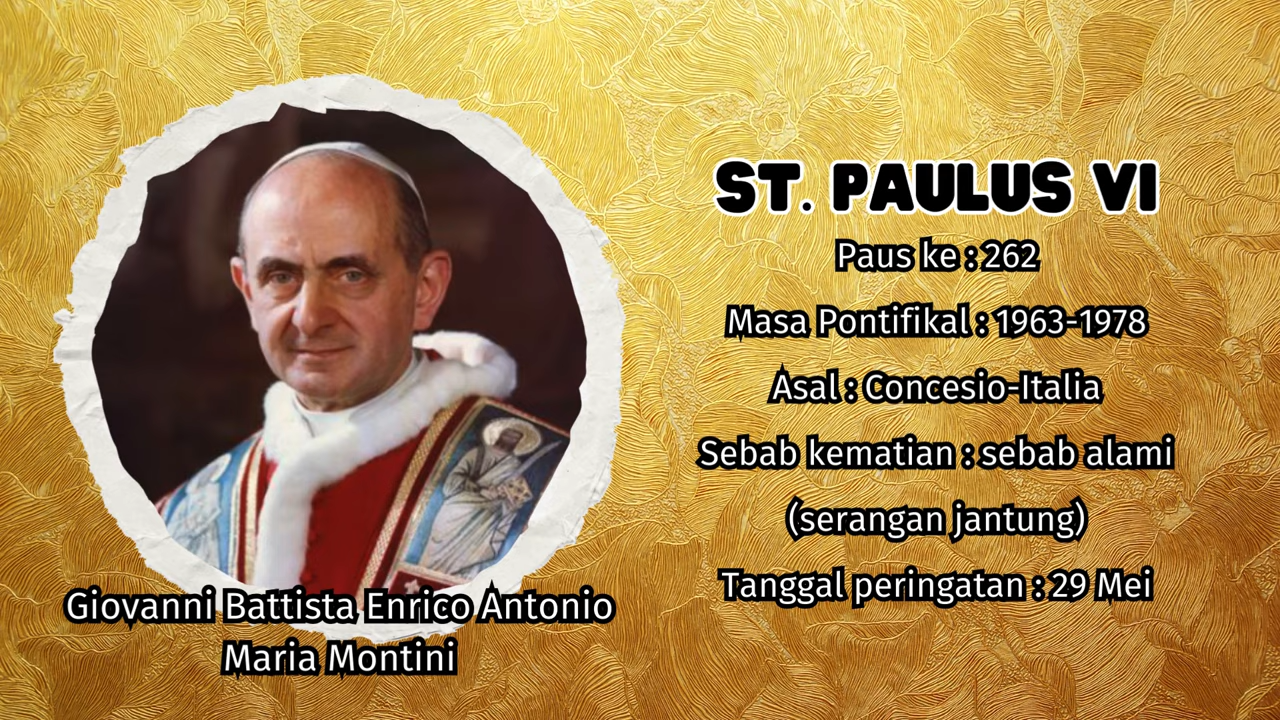 ST. PAULUS VI
Paus ke : 262
Masa Pontifikal : 1963-1978
Asal : Concesio-Italia
Sebab kematian : sebab alami
(serangan jantung)
Tanggal peringatan : 29 Mei
Giovanni Battista Enrico Antonio
Maria Montini